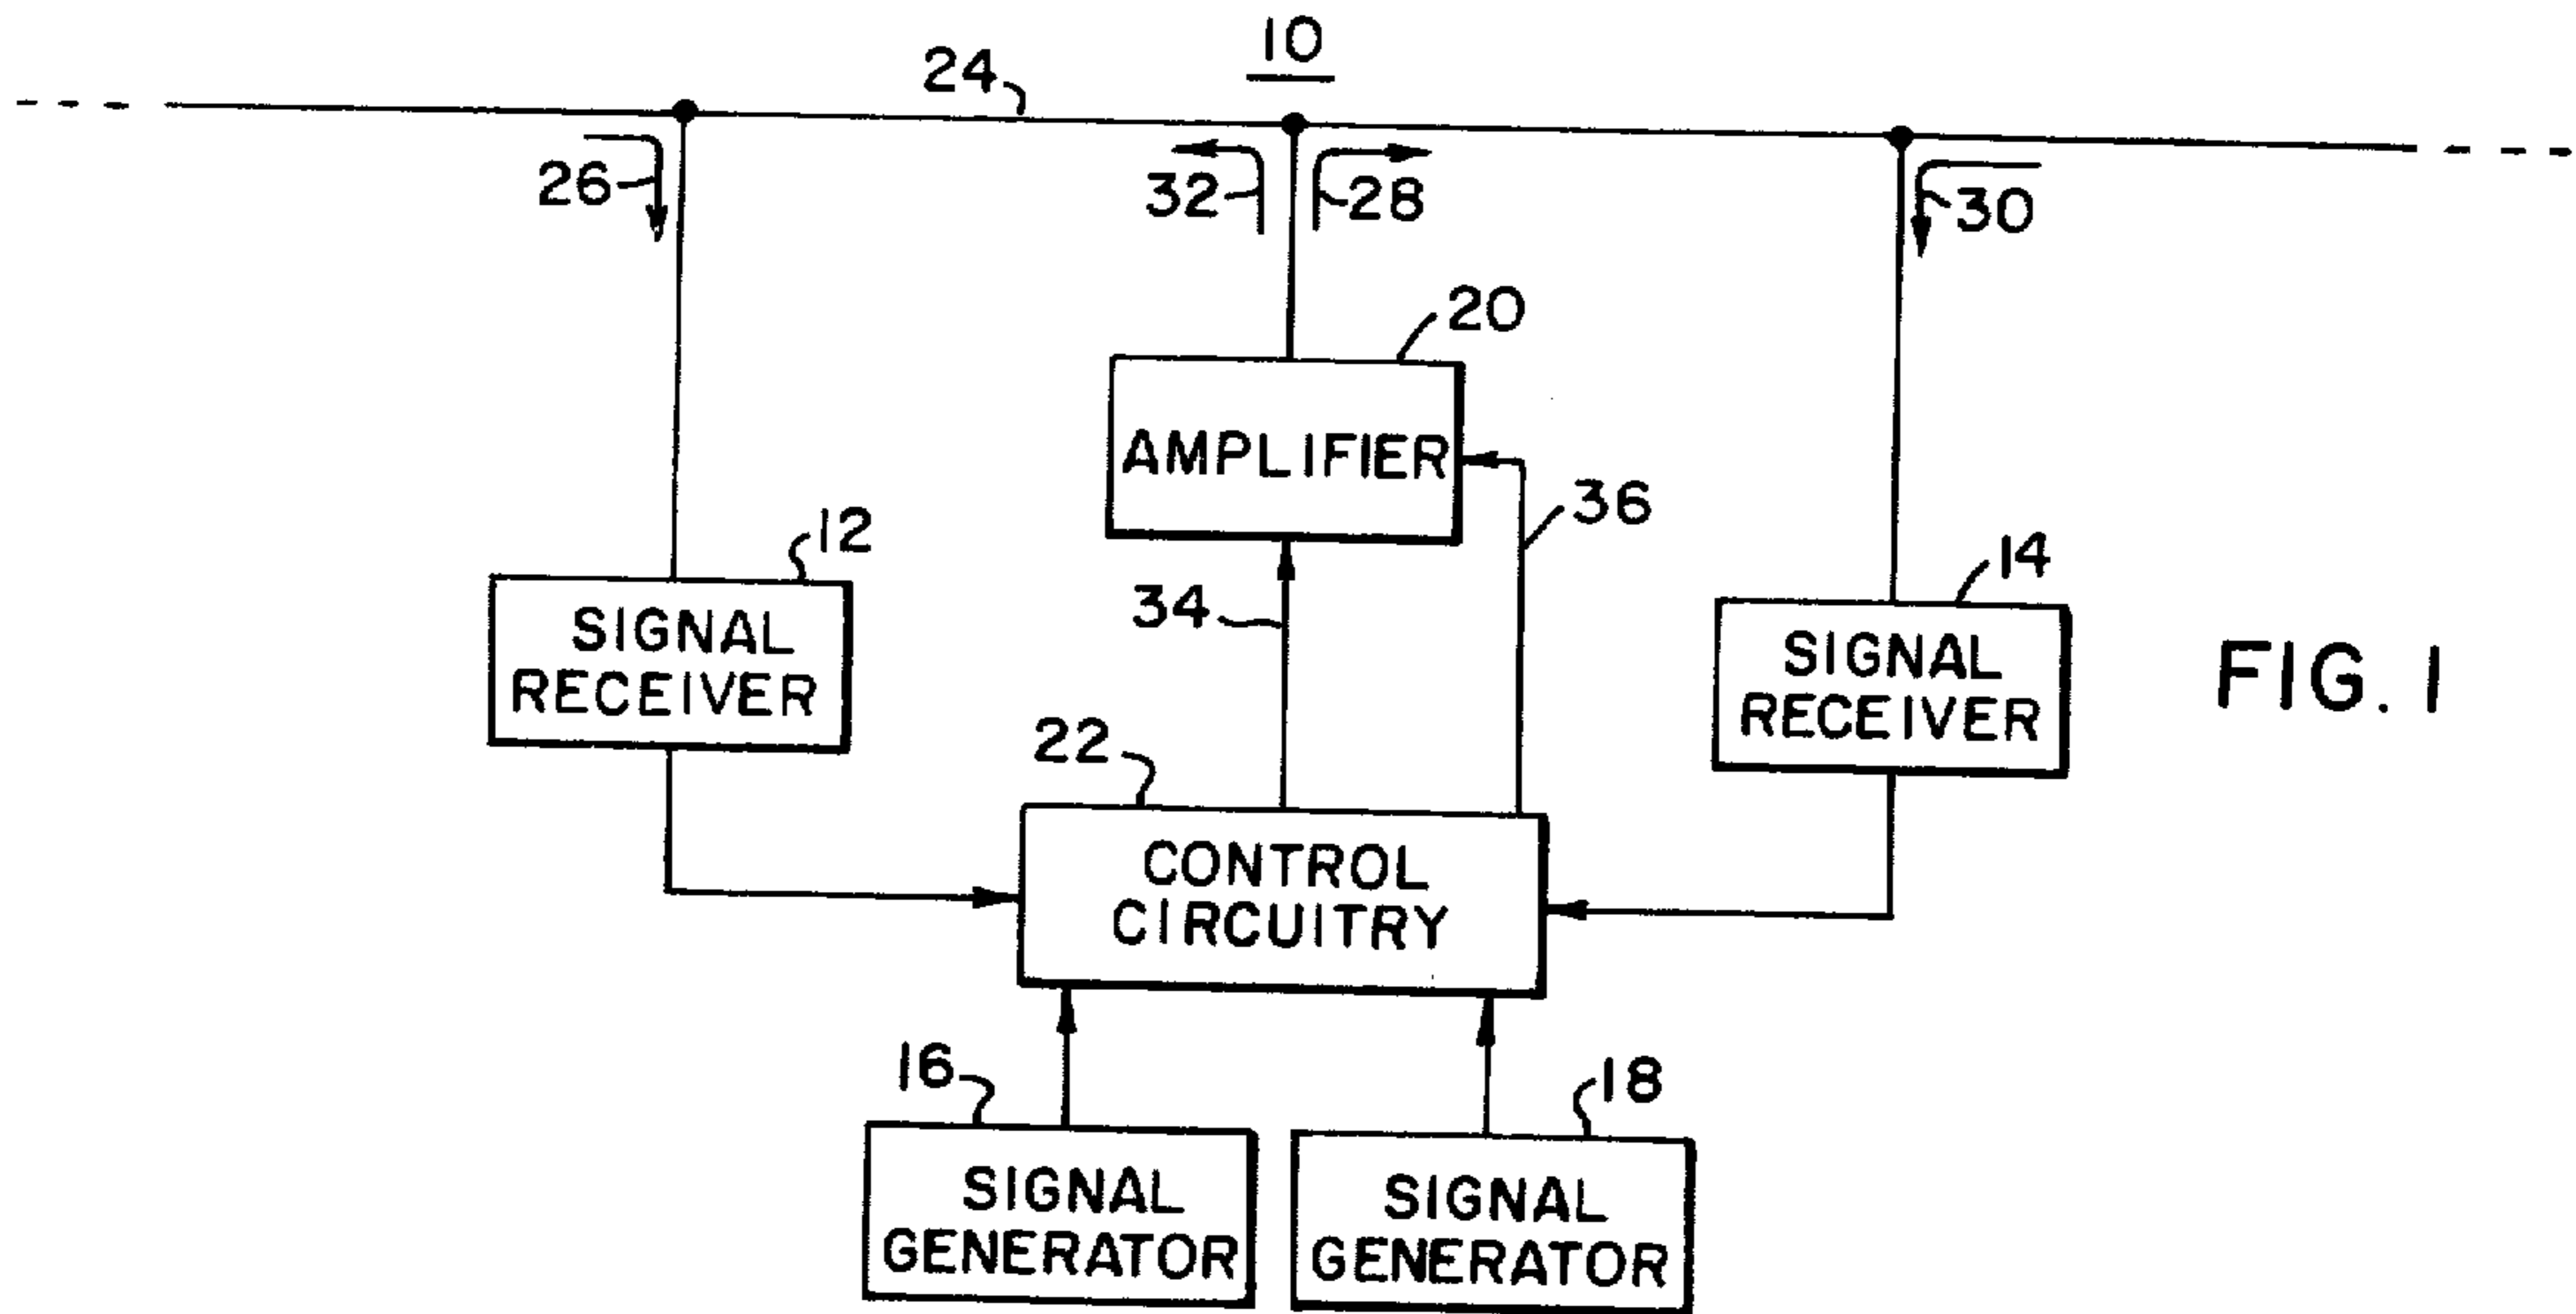 10
24
26
32
28
30
20
AMPLIFIER
36
12
14
34
SIGNAL
RECEIVER
SIGNAL
RECEIVER
FIG. 1
22
CONTROL
CIRCUITRY
16
18
SIGNAL
GENERATOR
SIGNAL
GENERATOR